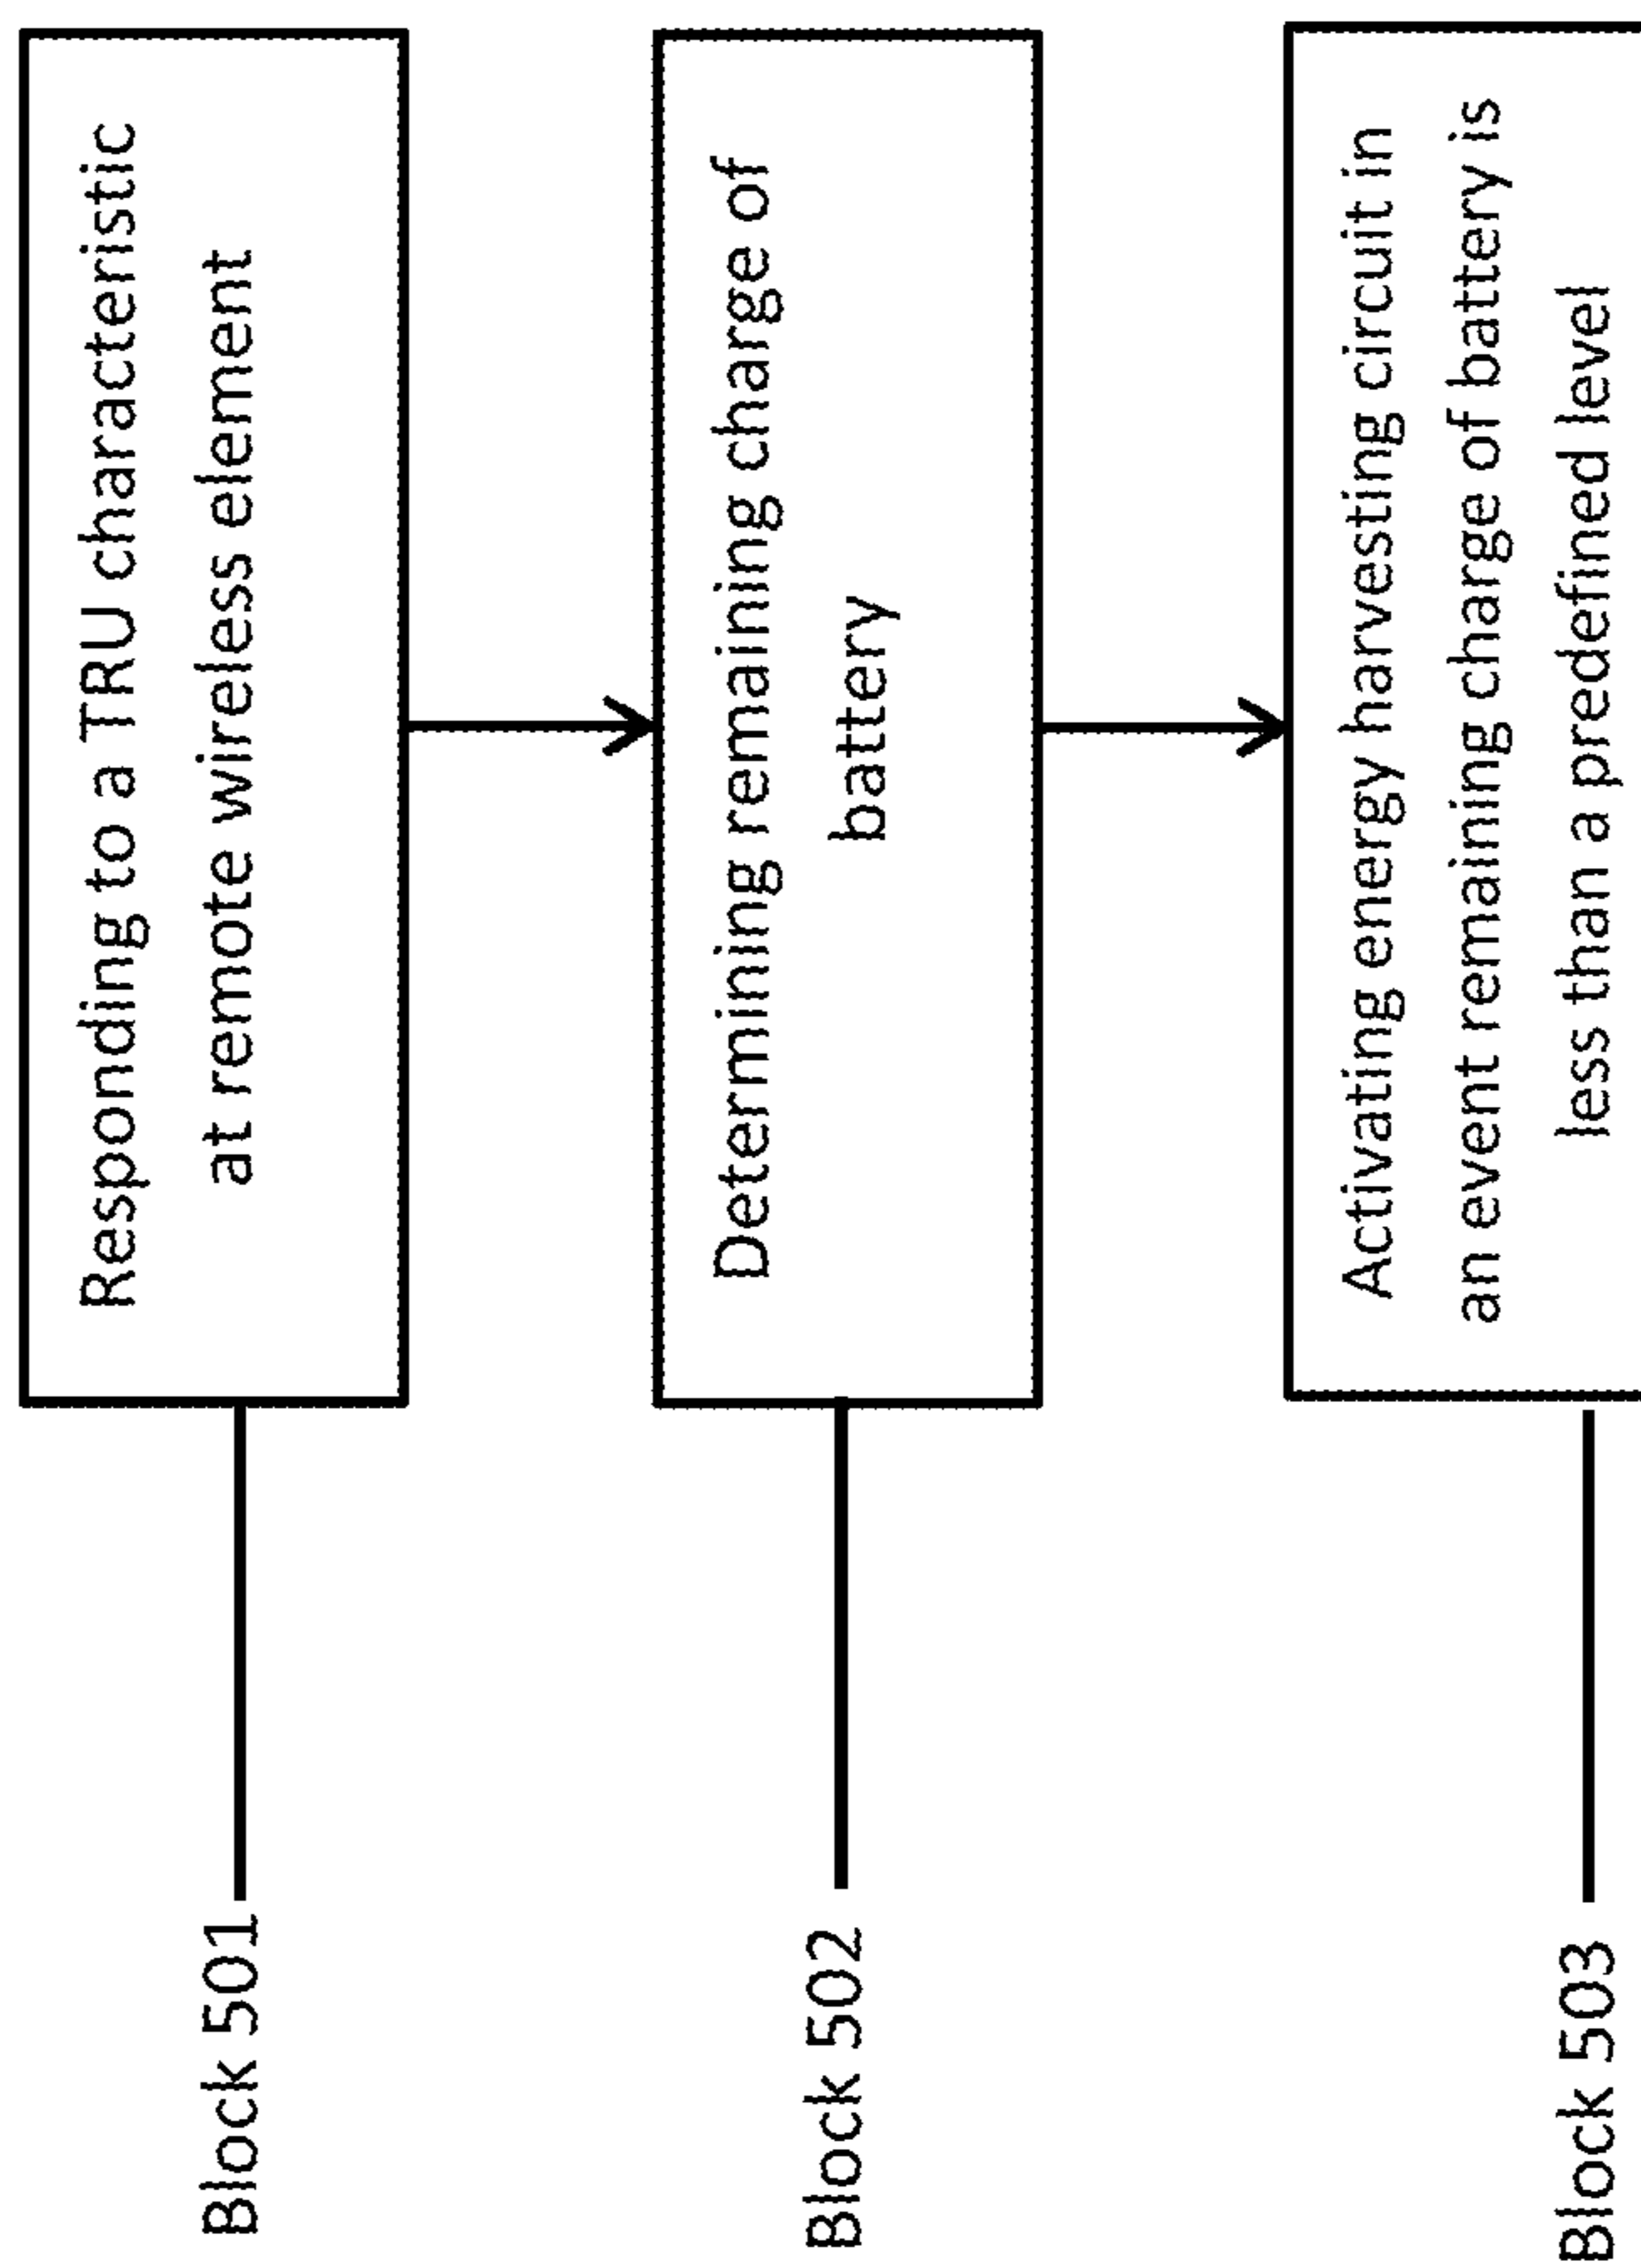 Block 501
Responding to a TRU characteristic
at remote wireless element
Block 502
Determining remaining charge of
battery
Block 503
Activating energy harvesting circuit in
an event remaining charge of battery is
less than a predefined level